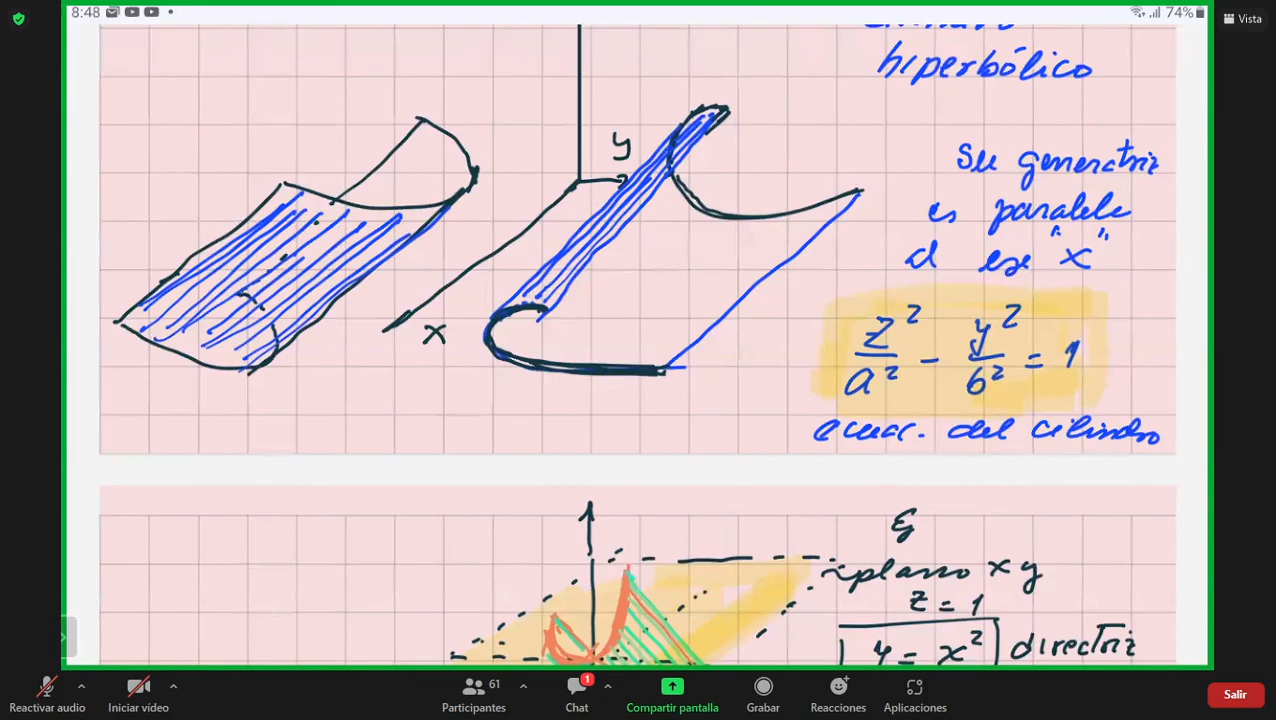 8:48
74%
Vista
hiperbólico
y
Su generatriz
es paralela
al eje "x"
x
z²/a² - y²/b² = 1
ecuac. del cilindro
plano x y
z = 1
y = x² directriz
61
1
Reactivar audio
Iniciar vídeo
Participantes
Chat
Compartir pantalla
Grabar
Reacciones
Aplicaciones
Salir